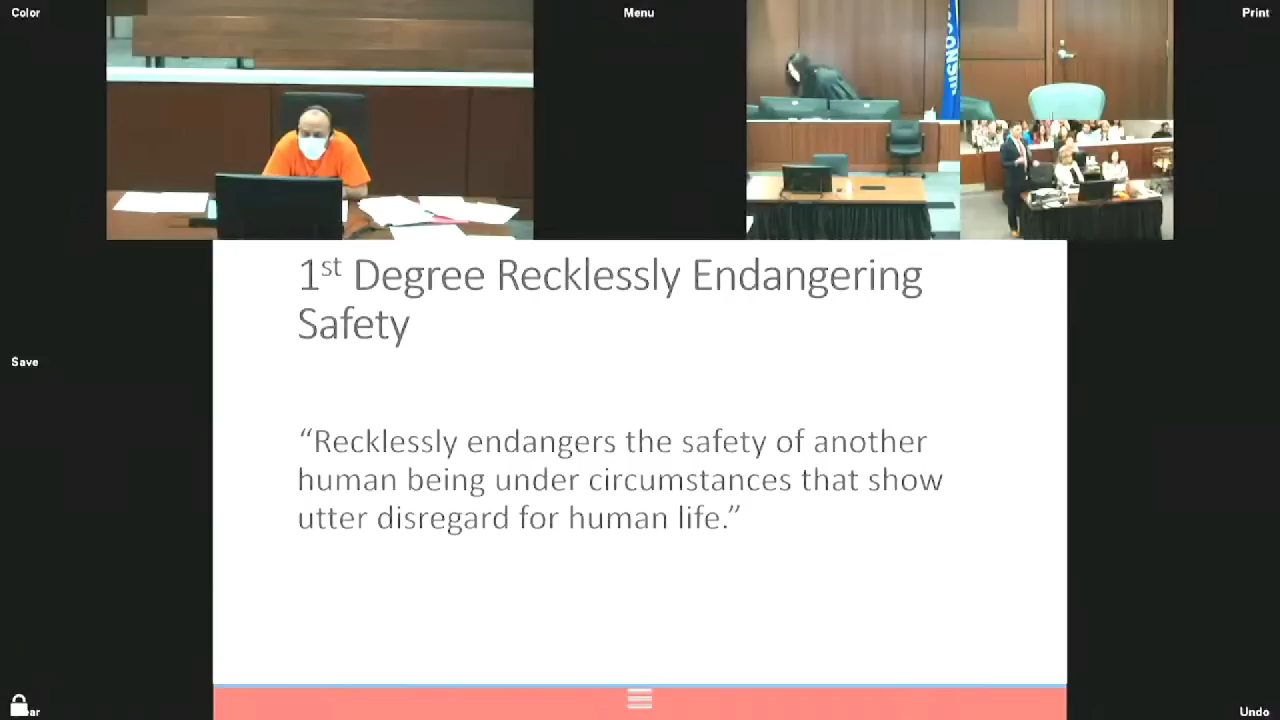 Color
Menu
Print
1st Degree Recklessly Endangering
Safety
Save
“Recklessly endangers the safety of another
human being under circumstances that show
utter disregard for human life.”
Undo